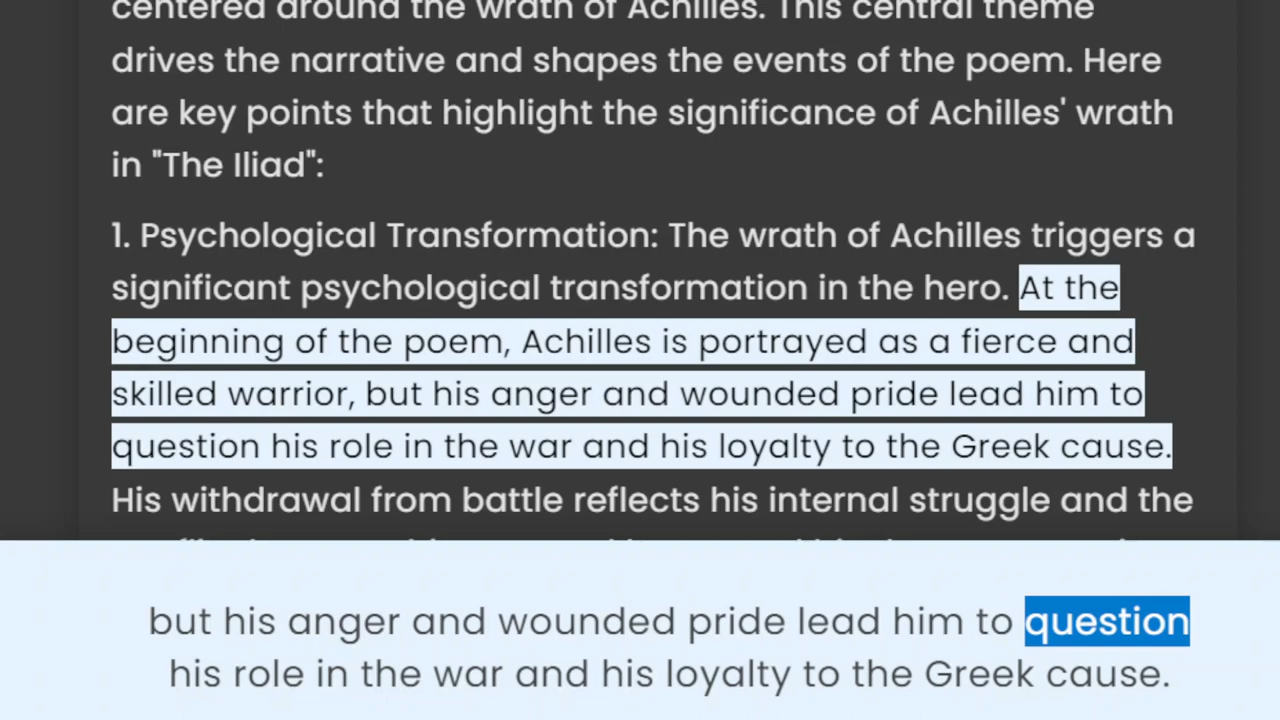 centered around the wrath of Achilles. This central theme
drives the narrative and shapes the events of the poem. Here
are key points that highlight the significance of Achilles' wrath
in "The Iliad":
1. Psychological Transformation: The wrath of Achilles triggers a
significant psychological transformation in the hero. At the
beginning of the poem, Achilles is portrayed as a fierce and
skilled warrior, but his anger and wounded pride lead him to
question his role in the war and his loyalty to the Greek cause.
His withdrawal from battle reflects his internal struggle and the
but his anger and wounded pride lead him to question
his role in the war and his loyalty to the Greek cause.